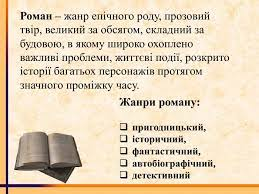 Роман – жанр епічного роду, прозовий
твір, великий за обсягом, складний за
будовою, в якому широко охоплено
важливі проблеми, життєві події, розкрито
історії багатьох персонажів протягом
значного проміжку часу.
Жанри роману:
❑ пригодницький,
❑ історичний,
❑ фантастичний,
❑ автобіографічний,
❑ детективний